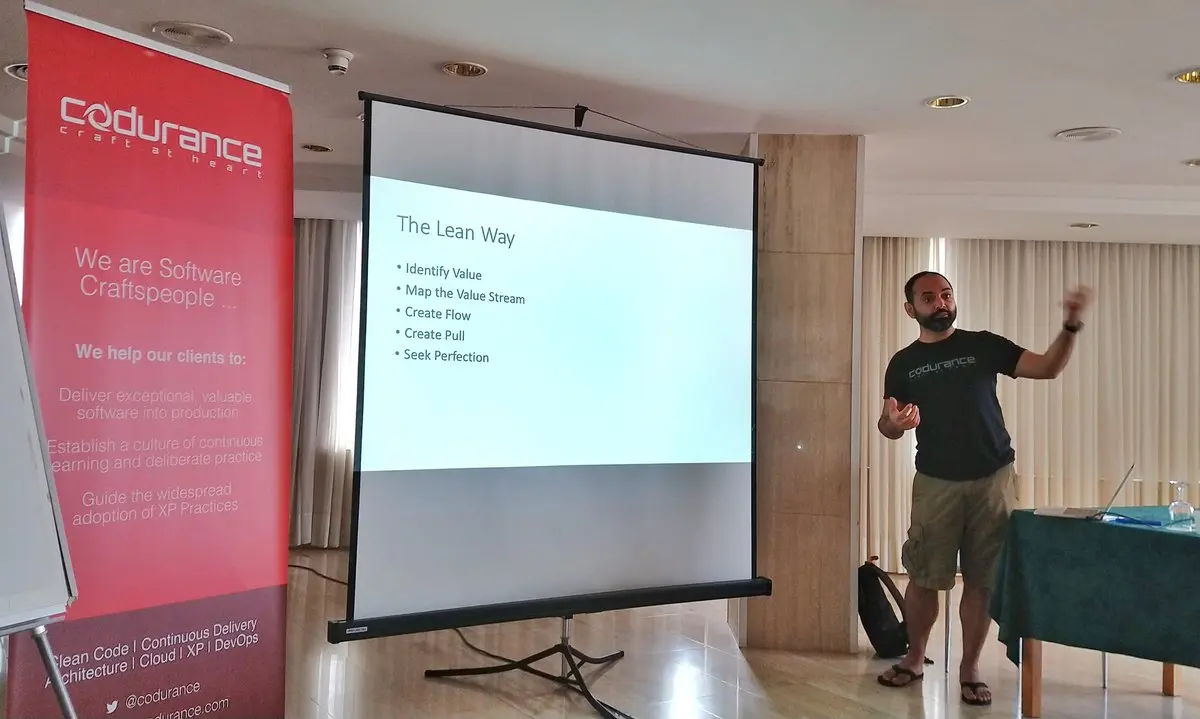 codurance
craft at heart
We are Software
Craftspeople ...
We help our clients to:
Deliver exceptional, valuable
software into production
Establish a culture of continuous
learning and deliberate practice
Guide the widespread
adoption of XP Practices
Clean Code | Continuous Delivery
Architecture | Cloud | XP | DevOps
@codurance
durance.com
The Lean Way
• Identify Value
• Map the Value Stream
• Create Flow
• Create Pull
• Seek Perfection
codurance